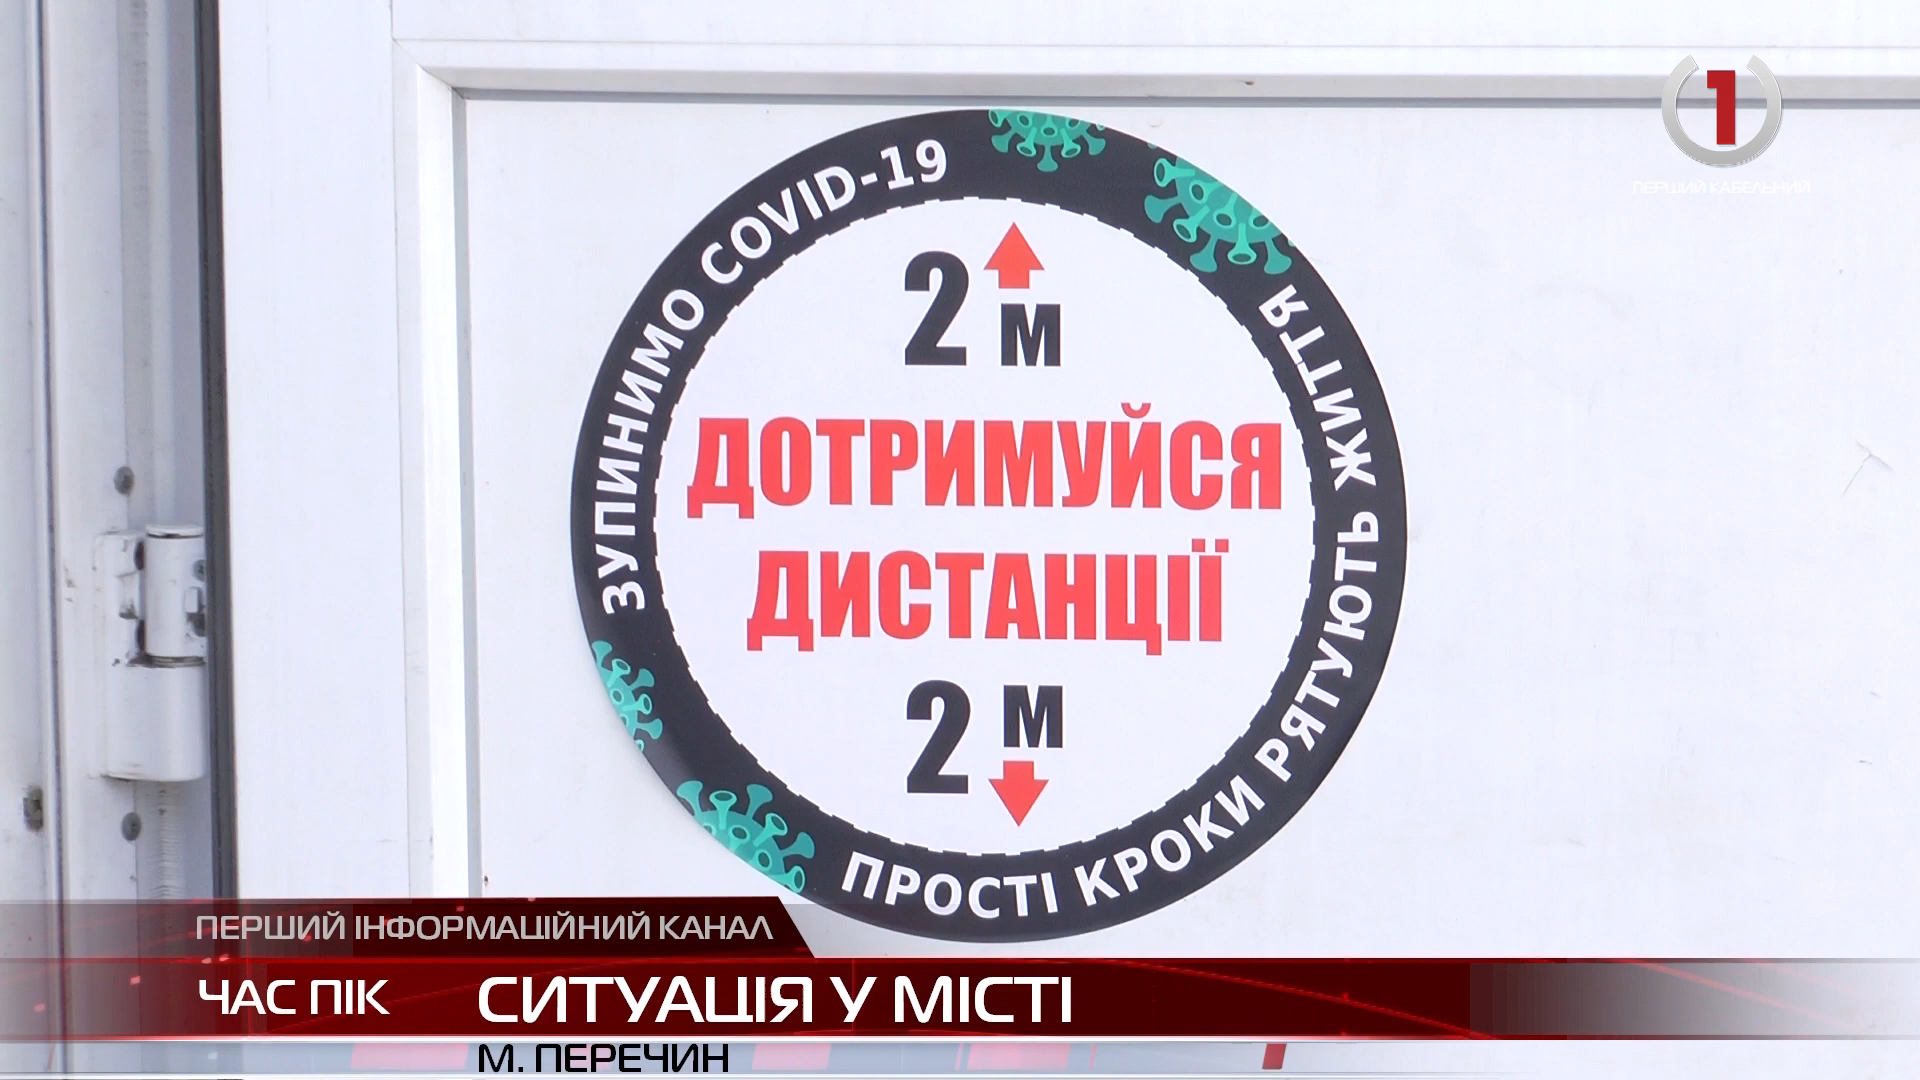 1
ПЕРШИЙ КАБЕЛЬНИЙ
ЗУПИНИМО COVID-19
2 М
ДОТРИМУЙСЯ
ДИСТАНЦІЇ
2 М
ПРОСТІ КРОКИ РЯТУЮТЬ ЖИТТЯ
ПЕРШИЙ ІНФОРМАЦІЙНИЙ КАНАЛ
ЧАС ПІК СИТУАЦІЯ У МІСТІ
М. ПЕРЕЧИН